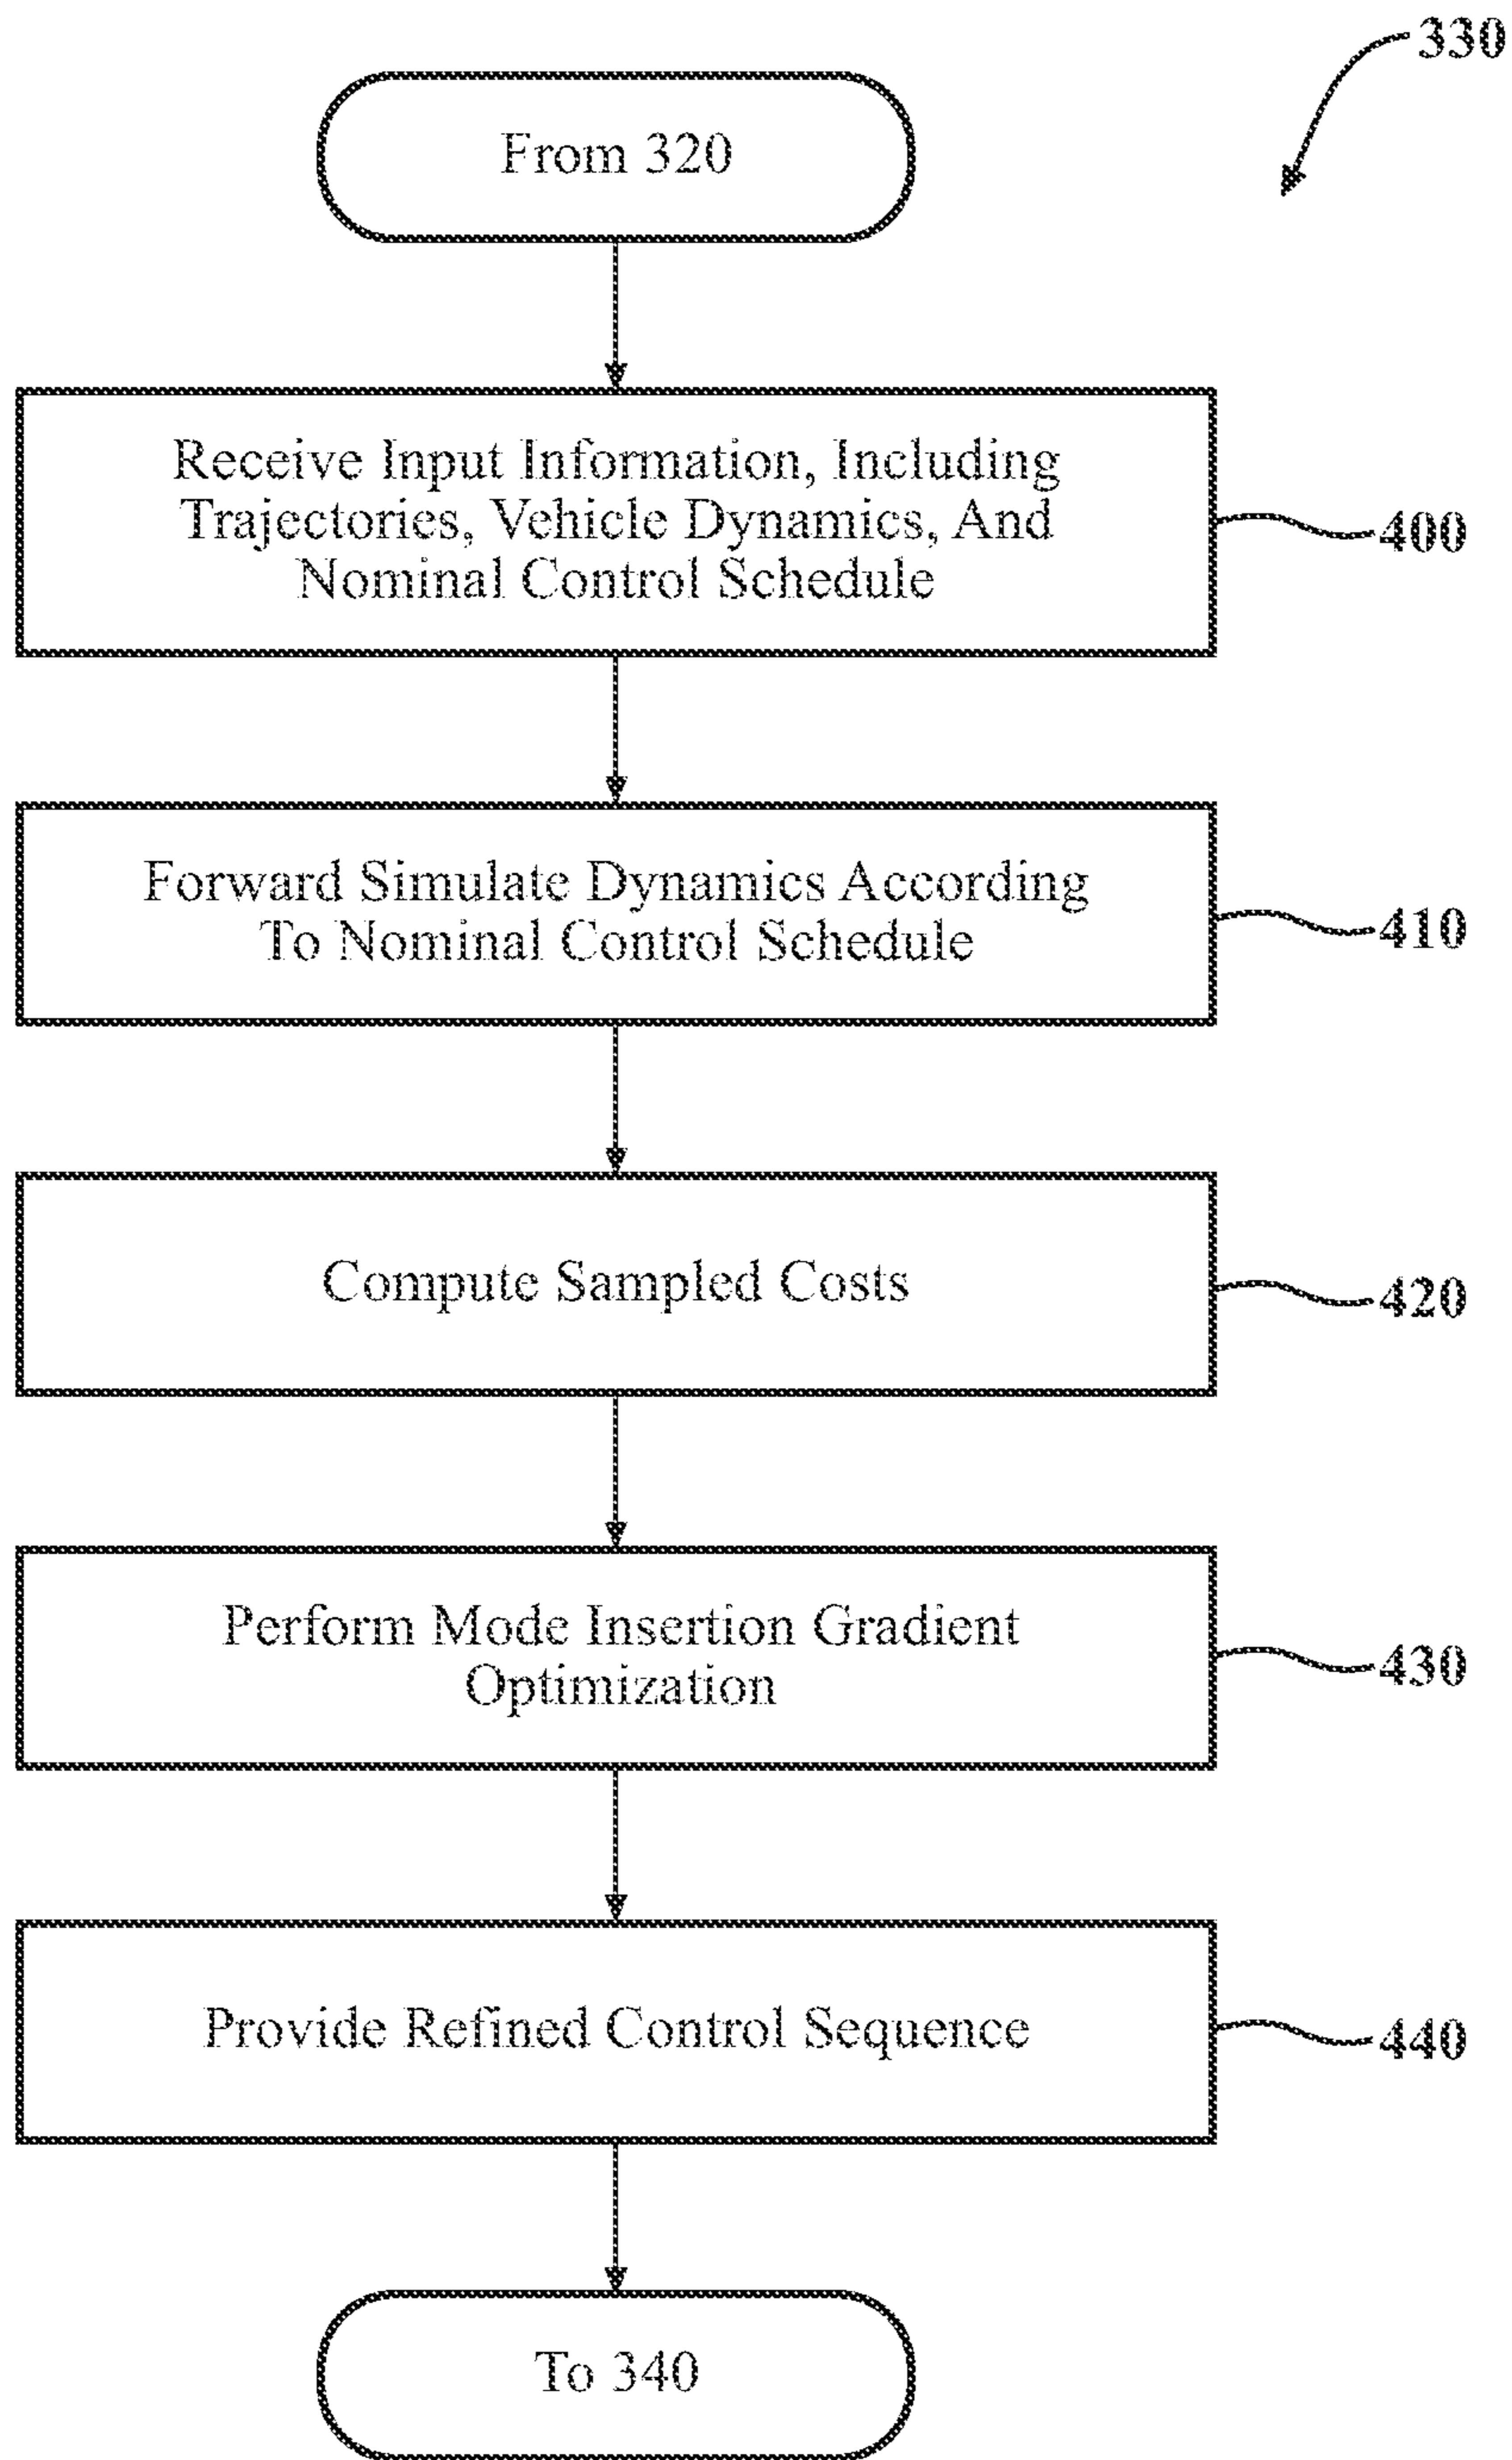 330
From 320
Receive Input Information, Including
Trajectories, Vehicle Dynamics, And
Nominal Control Schedule
400
Forward Simulate Dynamics According
To Nominal Control Schedule
410
Compute Sampled Costs
420
Perform Mode Insertion Gradient
Optimization
430
Provide Refined Control Sequence
440
To 340